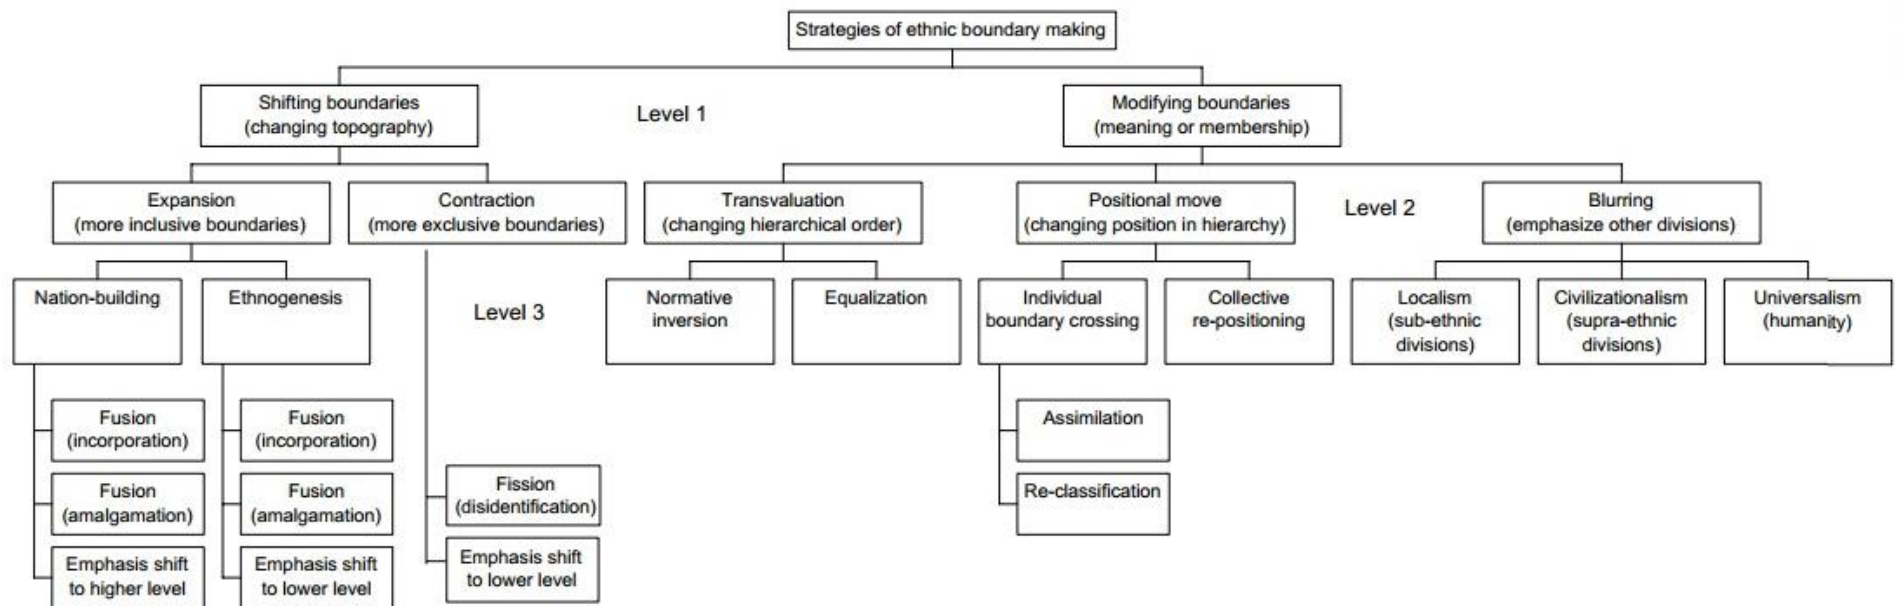 Strategies of ethnic boundary making
Shifting boundaries
(changing topography)
Level 1
Modifying boundaries
(meaning or membership)
Expansion
(more inclusive boundaries)
Contraction
(more exclusive boundaries)
Transvaluation
(changing hierarchical order)
Positional move
(changing position in hierarchy)
Level 2
Blurring
(emphasize other divisions)
Nation-building
Ethnogenesis
Level 3
Normative
inversion
Equalization
Individual
boundary crossing
Collective
re-positioning
Localism
(sub-ethnic
divisions)
Civilizationalism
(supra-ethnic
divisions)
Universalism
(humanity)
Fusion
(incorporation)
Fusion
(amalgamation)
Emphasis shift
to higher level
Fusion
(incorporation)
Fusion
(amalgamation)
Emphasis shift
to lower level
Fission
(disidentification)
Emphasis shift
to lower level
Assimilation
Re-classification